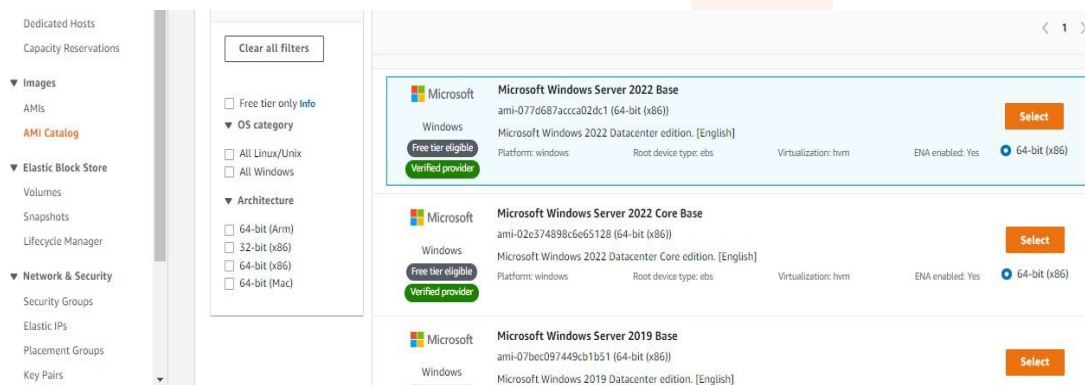 Dedicated Hosts
Capacity Reservations
▼ Images
AMIs
AMI Catalog
▼ Elastic Block Store
Volumes
Snapshots
Lifecycle Manager
▼ Network & Security
Security Groups
Elastic IPs
Placement Groups
Key Pairs
Clear all filters
Free tier only Info
▼ OS category
All Linux/Unix
All Windows
▼ Architecture
64-bit (Arm)
32-bit (x86)
64-bit (x86)
64-bit (Mac)
< 1 >
Microsoft
Windows
Free tier eligible
Verified provider
Microsoft Windows Server 2022 Base
ami-077d687accca02dc1 (64-bit (x86))
Microsoft Windows 2022 Datacenter edition. [English]
Platform: windows Root device type: ebs Virtualization: hvm ENA enabled: Yes
Select
64-bit (x86)
Microsoft
Windows
Free tier eligible
Verified provider
Microsoft Windows Server 2022 Core Base
ami-02e374898c6e65128 (64-bit (x86))
Microsoft Windows 2022 Datacenter Core edition. [English]
Platform: windows Root device type: ebs Virtualization: hvm ENA enabled: Yes
Select
64-bit (x86)
Microsoft
Windows
Microsoft Windows Server 2019 Base
ami-07bec097449cb1b51 (64-bit (x86))
Microsoft Windows 2019 Datacenter edition. [English]
Select